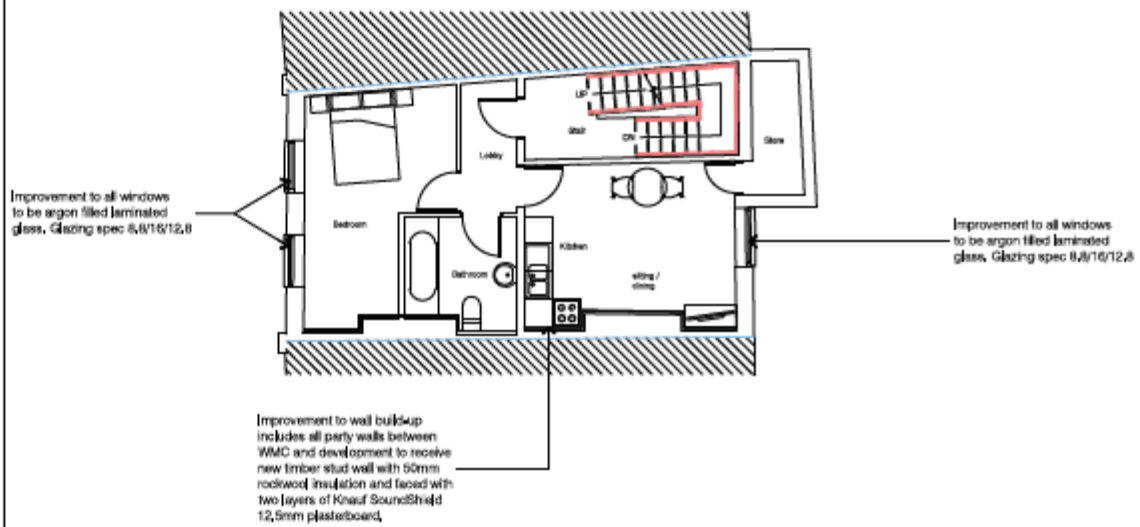 UP
Stair
DN
Store
Lobby
Improvement to all windows
to be argon filled laminated
glass. Glazing spec 8.8/16/12.8
Bedroom
Kitchen
Bathroom
sitting /
dining
Improvement to all windows
to be argon filled laminated
glass. Glazing spec 8.8/16/12.8
Improvement to wall build-up
includes all party walls between
WMC and development to receive
new timber stud wall with 50mm
rockwool insulation and faced with
two layers of Knauf SoundShield
12.5mm plasterboard.